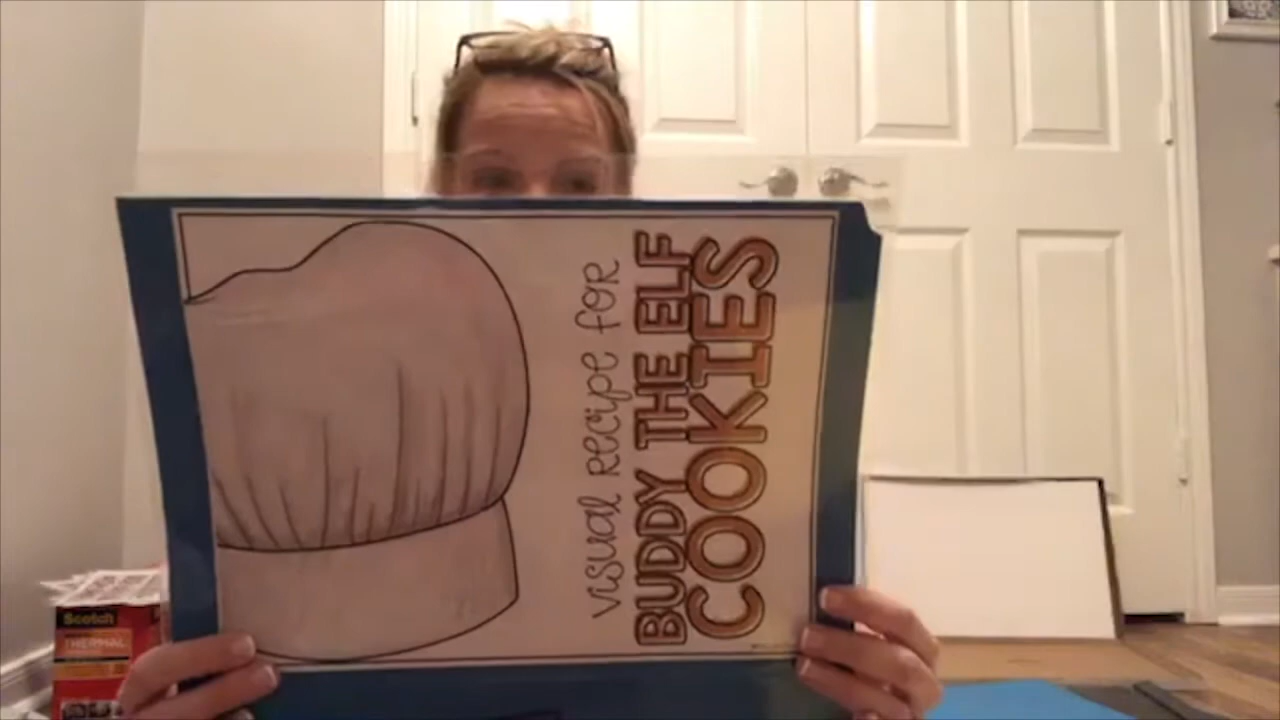 visual recipe for
BUDDY THE ELF
COOKIES
Scotch
THERMAL